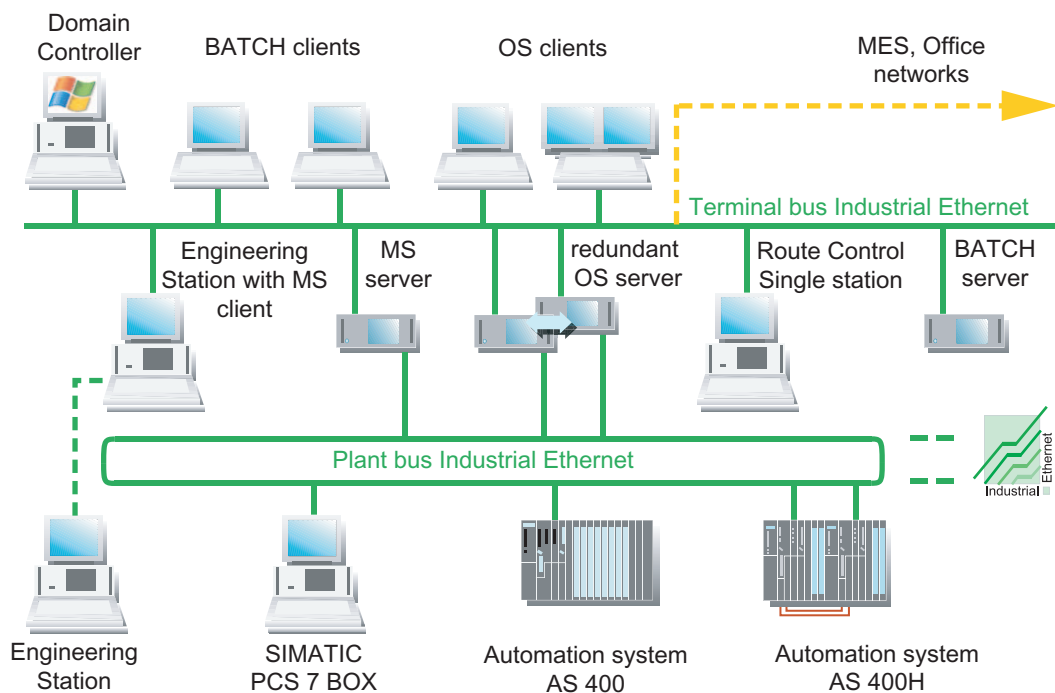 Domain
Controller
BATCH clients
OS clients
MES, Office
networks
Terminal bus Industrial Ethernet
Engineering
Station with MS
client
MS
server
redundant
OS server
Route Control
Single station
BATCH
server
Plant bus Industrial Ethernet
Industrial
Ethernet
Engineering
Station
SIMATIC
PCS 7 BOX
Automation system
AS 400
Automation system
AS 400H